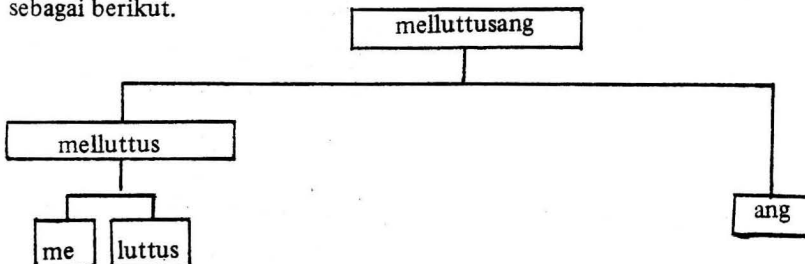 sebagai berikut.
melluttusang
melluttus
ang
me luttus